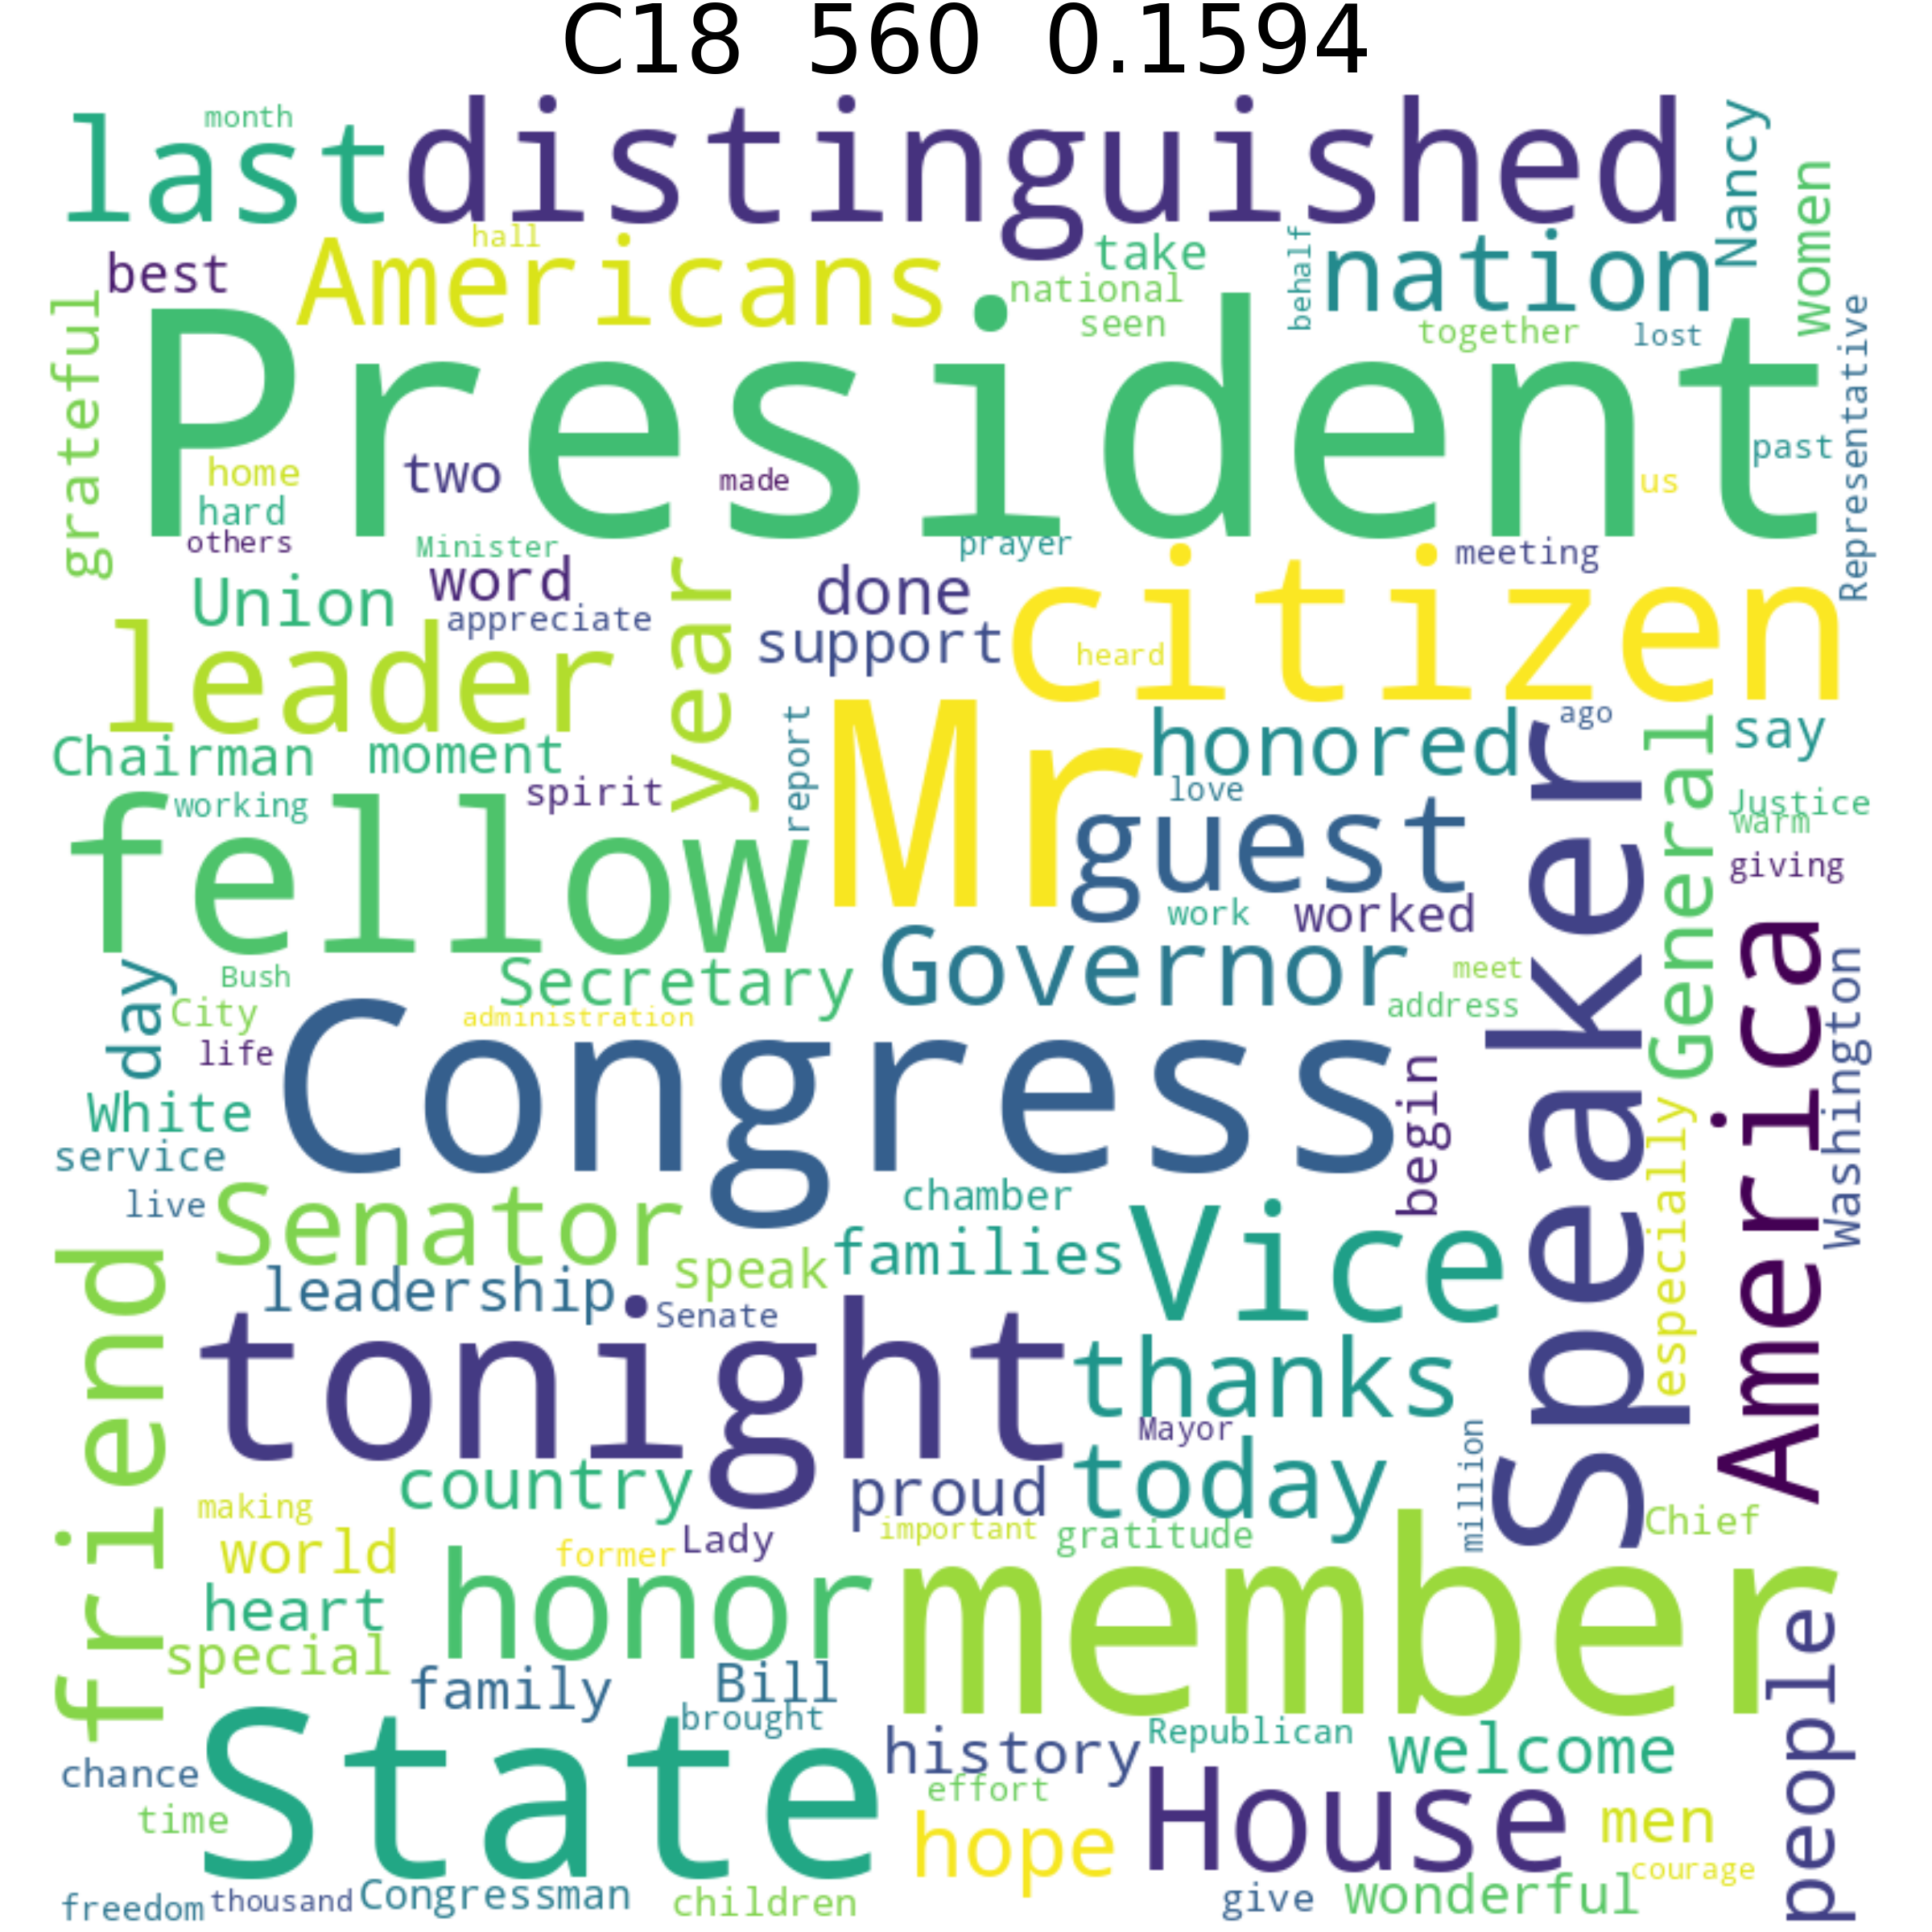 C18 560 0.1594
month
last distinguished
Nancy
women
best
hall
Americans
take
behalf
nation
national
seen
together
lost
grateful
President
Representative
home
two
made
us
past
hard
others
Minister
prayer
meeting
Union
word
year
done
citizen
appreciate
support
heard
leader
Chairman
moment
report
Mr
honored
ago
General
say
working
spirit
love
Justice
warm
fellow
guest
Speaker
giving
work
worked
America
Bush
Secretary
Governor
meet
Washington
day
City
administration
address
life
Congress
begin
White
service
especially
live
Senator
chamber
Vice
speak
families
friend
leadership
Senate
tonight
thanks
Mayor
country
proud
today
million
making
Lady
important
gratitude
Chief
world
former
heart
honor
member
people
special
family
Bill
brought
State
history
Republican
welcome
chance
effort
time
hope
House
men
courage
freedom
thousand
Congressman
children
give
wonderful